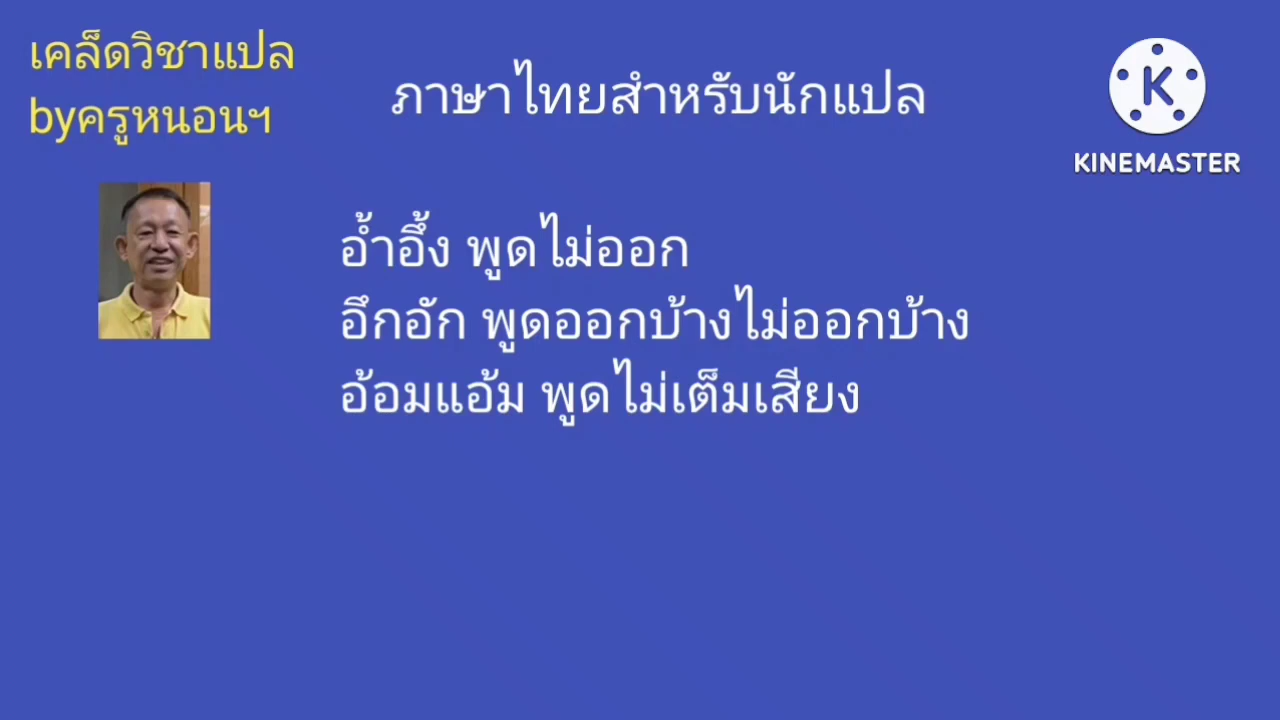 เคล็ดวิชาแปล
byครูหนอนฯ
ภาษาไทยสำหรับนักแปล
KINEMASTER
อ้ำอึ้ง พูดไม่ออก
อึกอัก พูดออกบ้างไม่ออกบ้าง
อ้อมแอ้ม พูดไม่เต็มเสียง